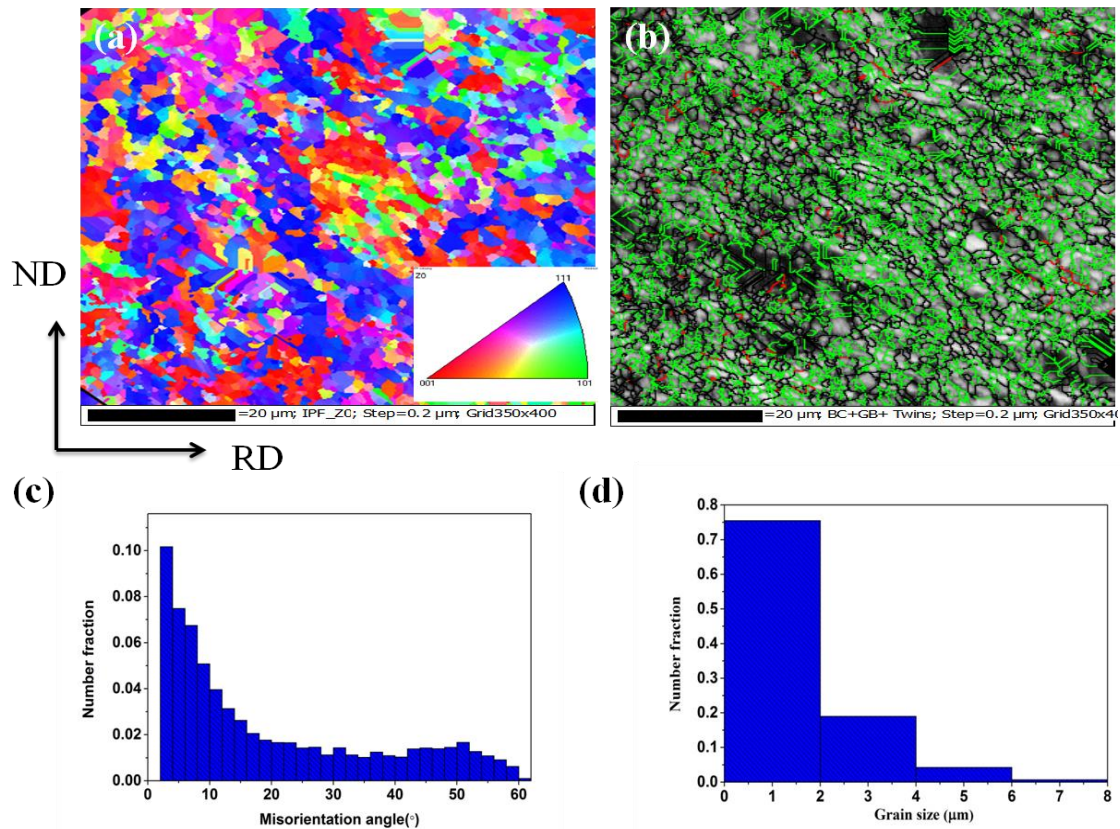 (a)
(b)
ND
RD
Z0
111
001
101
=20 µm; IPF_Z0; Step=0.2 µm; Grid350x400
=20 µm; BC+GB+ Twins; Step=0.2 µm; Grid350x40
(c)
(d)
Number fraction
0.10
0.08
0.06
0.04
0.02
0.00
0 10 20 30 40 50 60
Misorientation angle(°)
Number fraction
0.8
0.7
0.6
0.5
0.4
0.3
0.2
0.1
0.0
0 1 2 3 4 5 6 7 8
Grain size (µm)